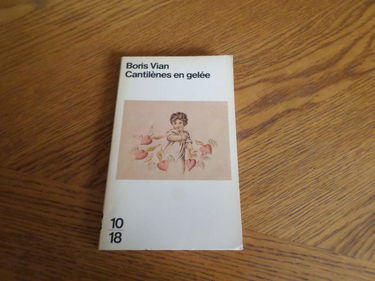 Boris Vian
Cantilènes en gelée
10
18